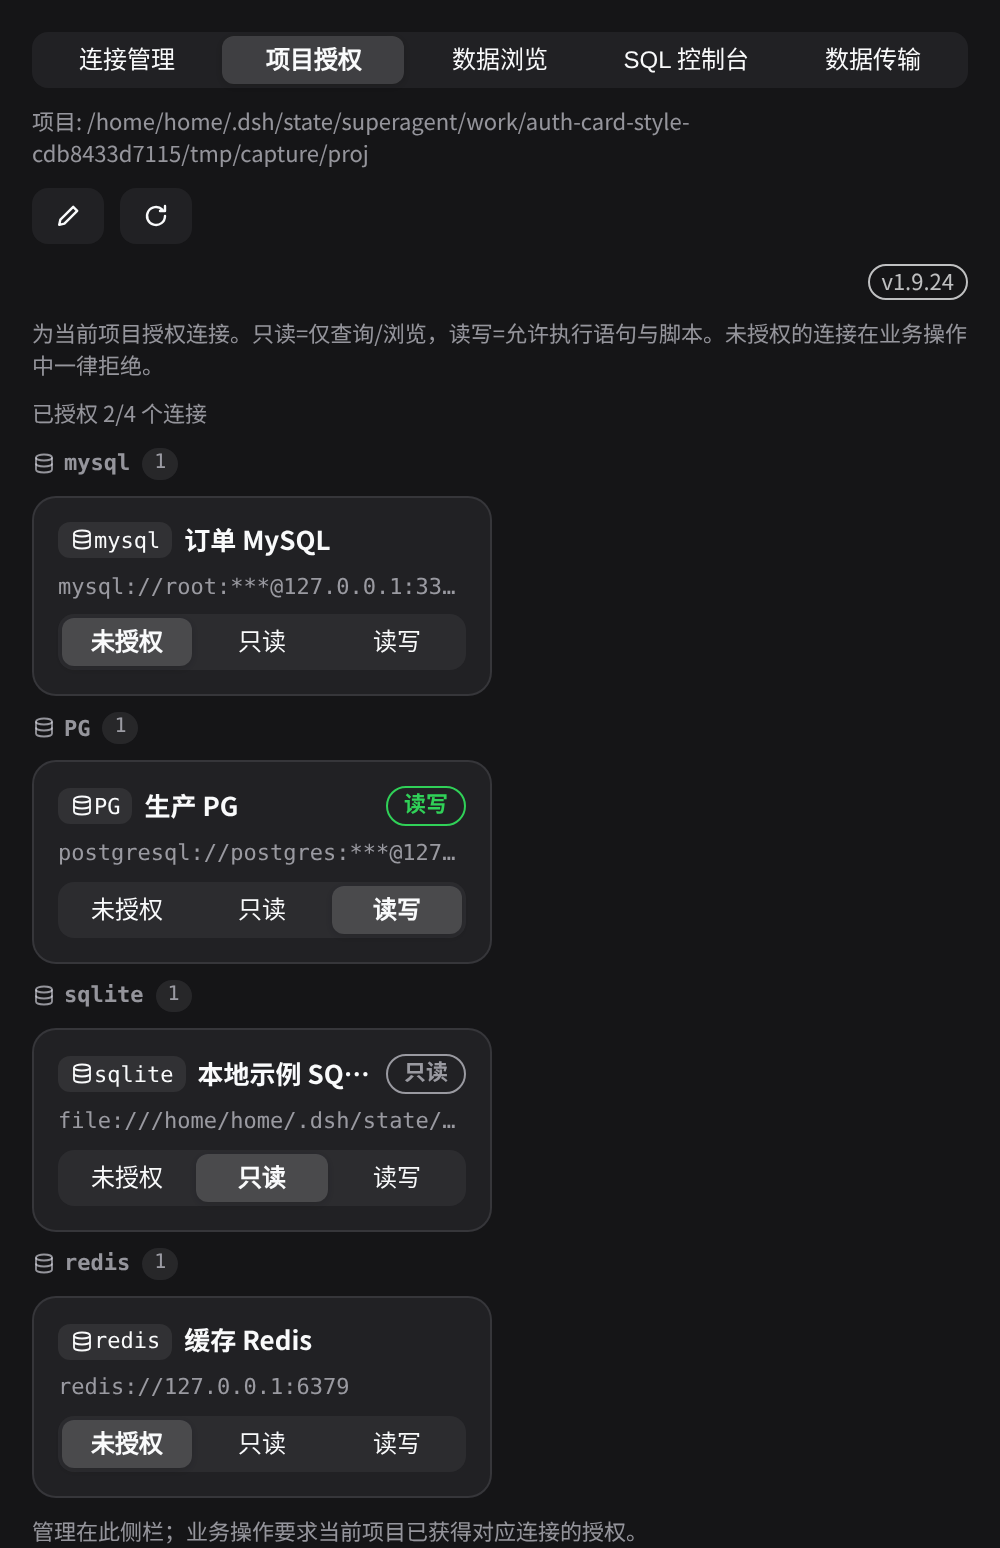 连接管理 项目授权 数据浏览 SQL 控制台 数据传输
项目: /home/home/.dsh/state/superagent/work/auth-card-style-
cdb8433d7115/tmp/capture/proj
v1.9.24
为当前项目授权连接。只读=仅查询/浏览，读写=允许执行语句与脚本。未授权的连接在业务操作
中一律拒绝。
已授权 2/4 个连接
mysql 1
mysql 订单 MySQL
mysql://root:***@127.0.0.1:33…
未授权 只读 读写
PG 1
PG 生产 PG 读写
postgresql://postgres:***@127…
未授权 只读 读写
sqlite 1
sqlite 本地示例 SQ… 只读
file:///home/home/.dsh/state/…
未授权 只读 读写
redis 1
redis 缓存 Redis
redis://127.0.0.1:6379
未授权 只读 读写
管理在此侧栏；业务操作要求当前项目已获得对应连接的授权。